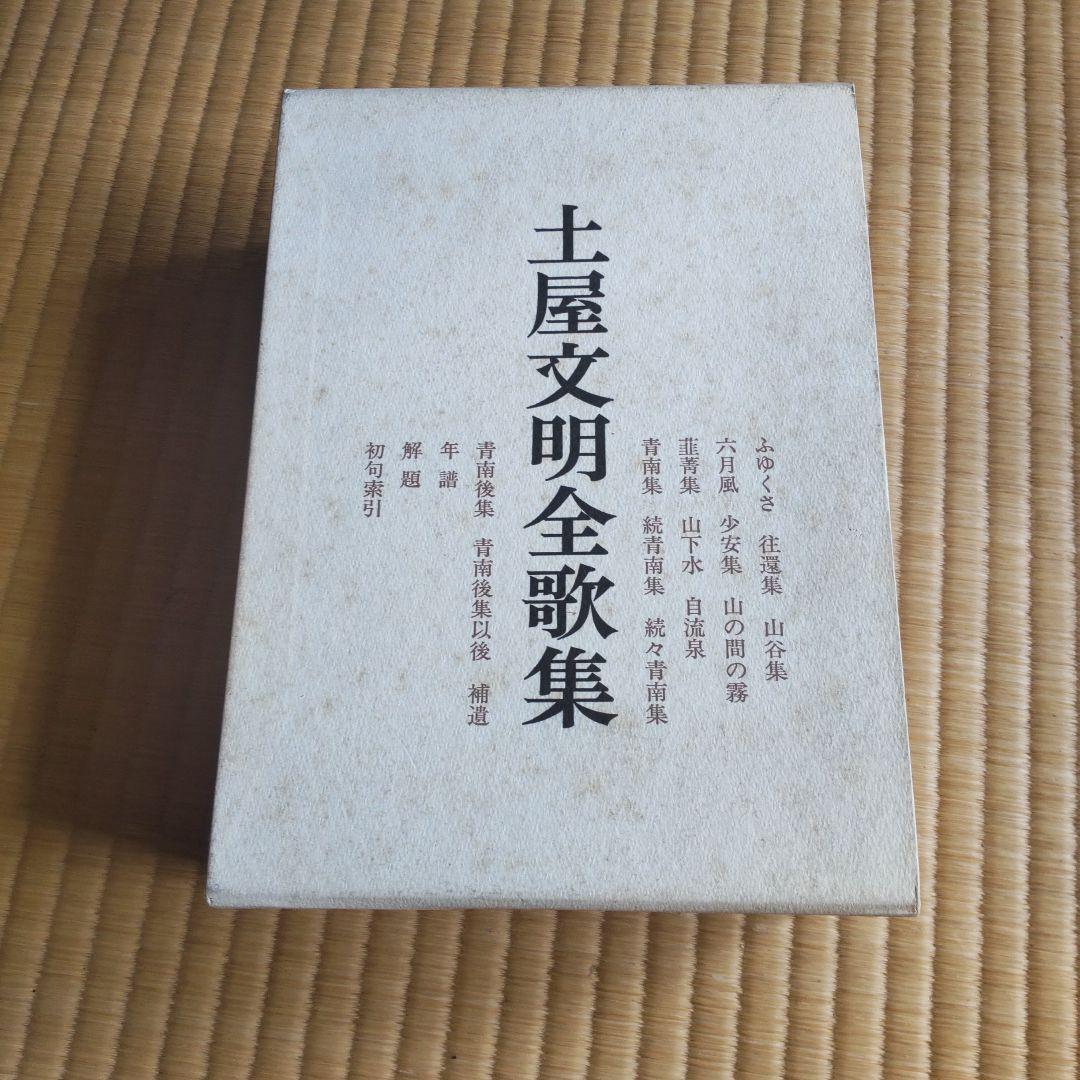 ふゆくさ 往還集 山谷集
六月風 少安集 山の間の霧
韮菁集 山下水 自流泉
青南集 続青南集 続々青南集
土屋文明全歌集
青南後集 青南後集以後 補遺
年譜
解題
初句索引